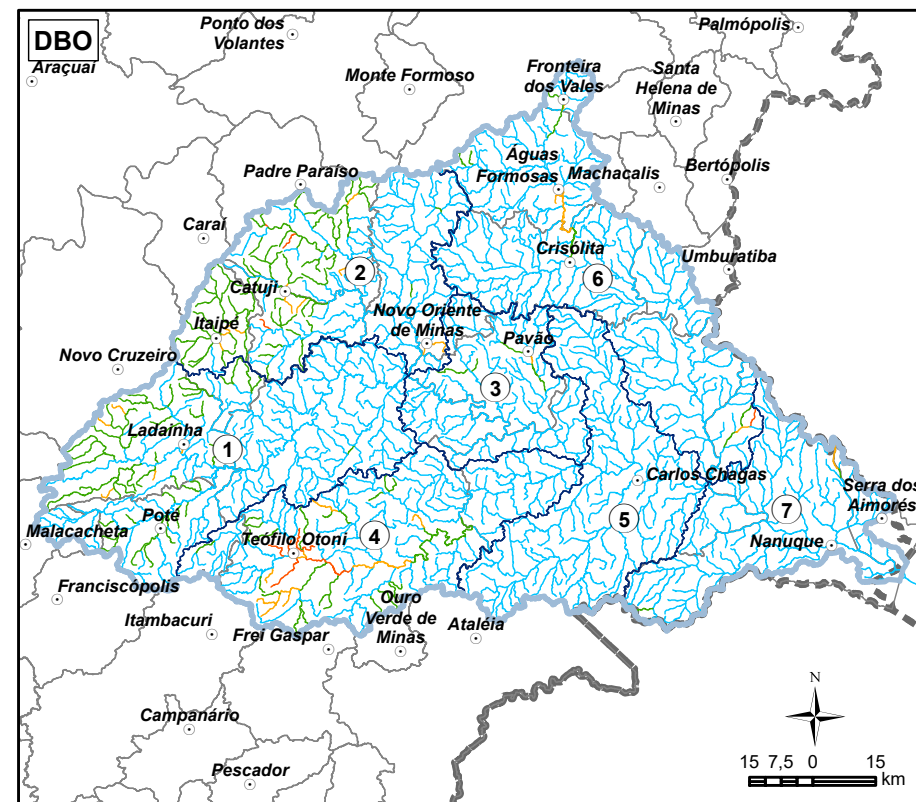 DBO
Ponto dos
Volantes
Palmópolis
Araçuaí
Monte Formoso
Fronteira
dos Vales
Santa
Helena de
Minas
Águas
Formosas
Machacalis
Bertópolis
Padre Paraíso
Caraí
Crisólita
Umburatiba
2
6
Catuji
Itaipé
Novo Oriente
de Minas
Pavão
Novo Cruzeiro
3
Ladainha
1
Carlos Chagas
Serra dos
Aimorés
Malacacheta
Poté
4
5
7
Teófilo Otoni
Nanuque
Franciscópolis
Itambacuri
Frei Gaspar
Ouro
Verde de
Minas
Ataléia
N
Campanário
Pescador
15 7,5 0 15
km